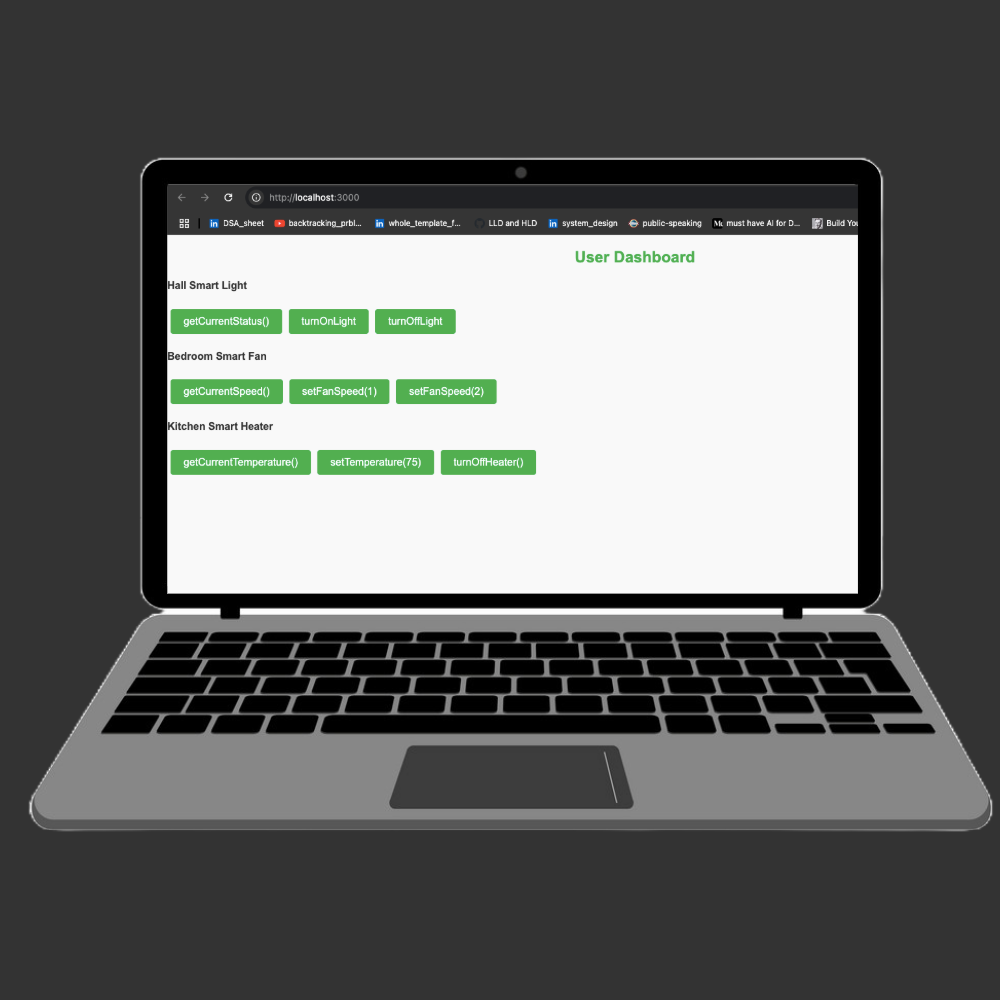 http://localhost:3000
DSA_sheet backtracking_prbl... whole_template_f... LLD and HLD system_design public-speaking must have AI for D... Build You
User Dashboard
Hall Smart Light
getCurrentStatus() turnOnLight turnOffLight
Bedroom Smart Fan
getCurrentSpeed() setFanSpeed(1) setFanSpeed(2)
Kitchen Smart Heater
getCurrentTemperature() setTemperature(75) turnOffHeater()